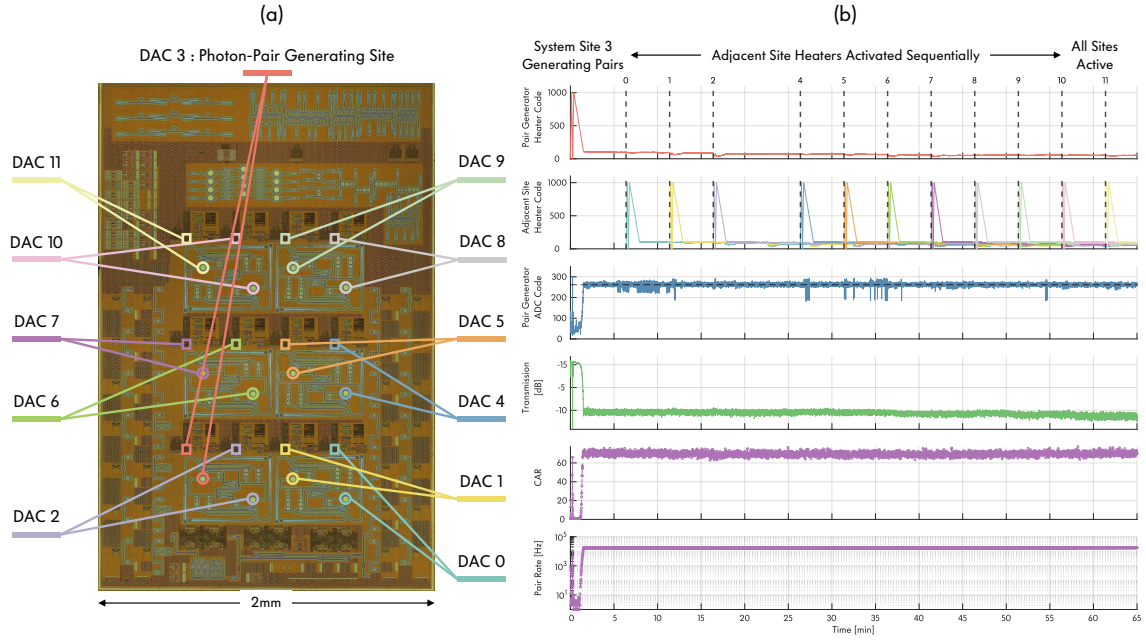 (a)
DAC 3 : Photon-Pair Generating Site
DAC 11
DAC 10
DAC 7
DAC 6
DAC 2
DAC 9
DAC 8
DAC 5
DAC 4
DAC 1
DAC 0
2mm
(b)
System Site 3
Generating Pairs
Adjacent Site Heaters Activated Sequentially
All Sites
Active
0 1 2 4 5 6 7 8 9 10 11
Pair Generator
Heater Code
1000
500
0
Adjacent Site
Heater Code
1000
500
0
Pair Generator
ADC Code
300
200
100
0
Transmission
[dB]
-15
-5
-10
CAR
60
40
20
0
Pair Rate [Hz]
10⁵
10³
10¹
0 5 10 15 20 25 30 35 40 45 50 55 60 65
Time [min]